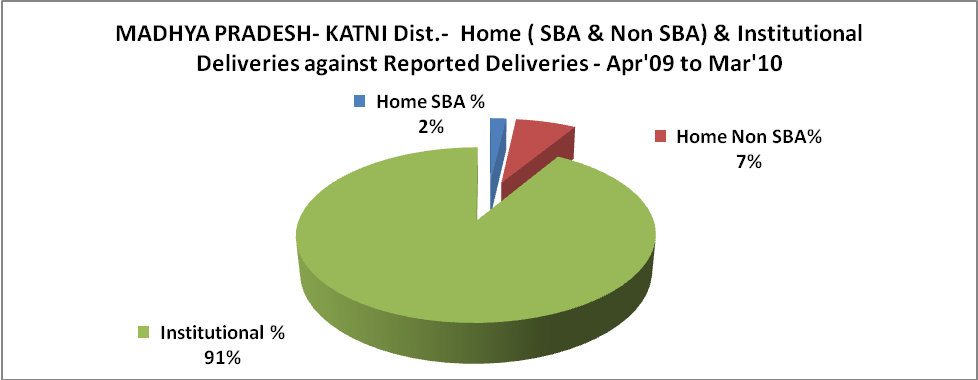 MADHYA PRADESH- KATNI Dist.- Home ( SBA & Non SBA) & Institutional
Deliveries against Reported Deliveries - Apr'09 to Mar'10
Home SBA %
2%
Home Non SBA%
7%
Institutional %
91%